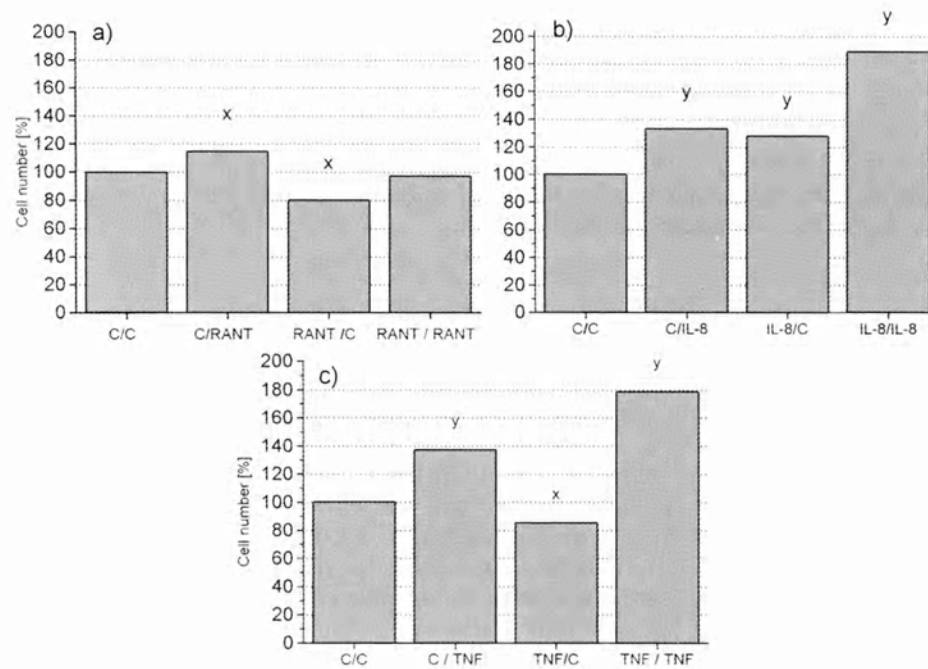 a)
Cell number [%]
200
180
160
140
120
100
80
60
40
20
0
x
x
C/C
C/RANT
RANT /C
RANT / RANT
b)
200
180
160
140
120
100
80
60
40
20
0
y
y
y
C/C
C/IL-8
IL-8/C
IL-8/IL-8
c)
Cell number [%]
200
180
160
140
120
100
80
60
40
20
0
y
x
y
C/C
C / TNF
TNF/C
TNF / TNF